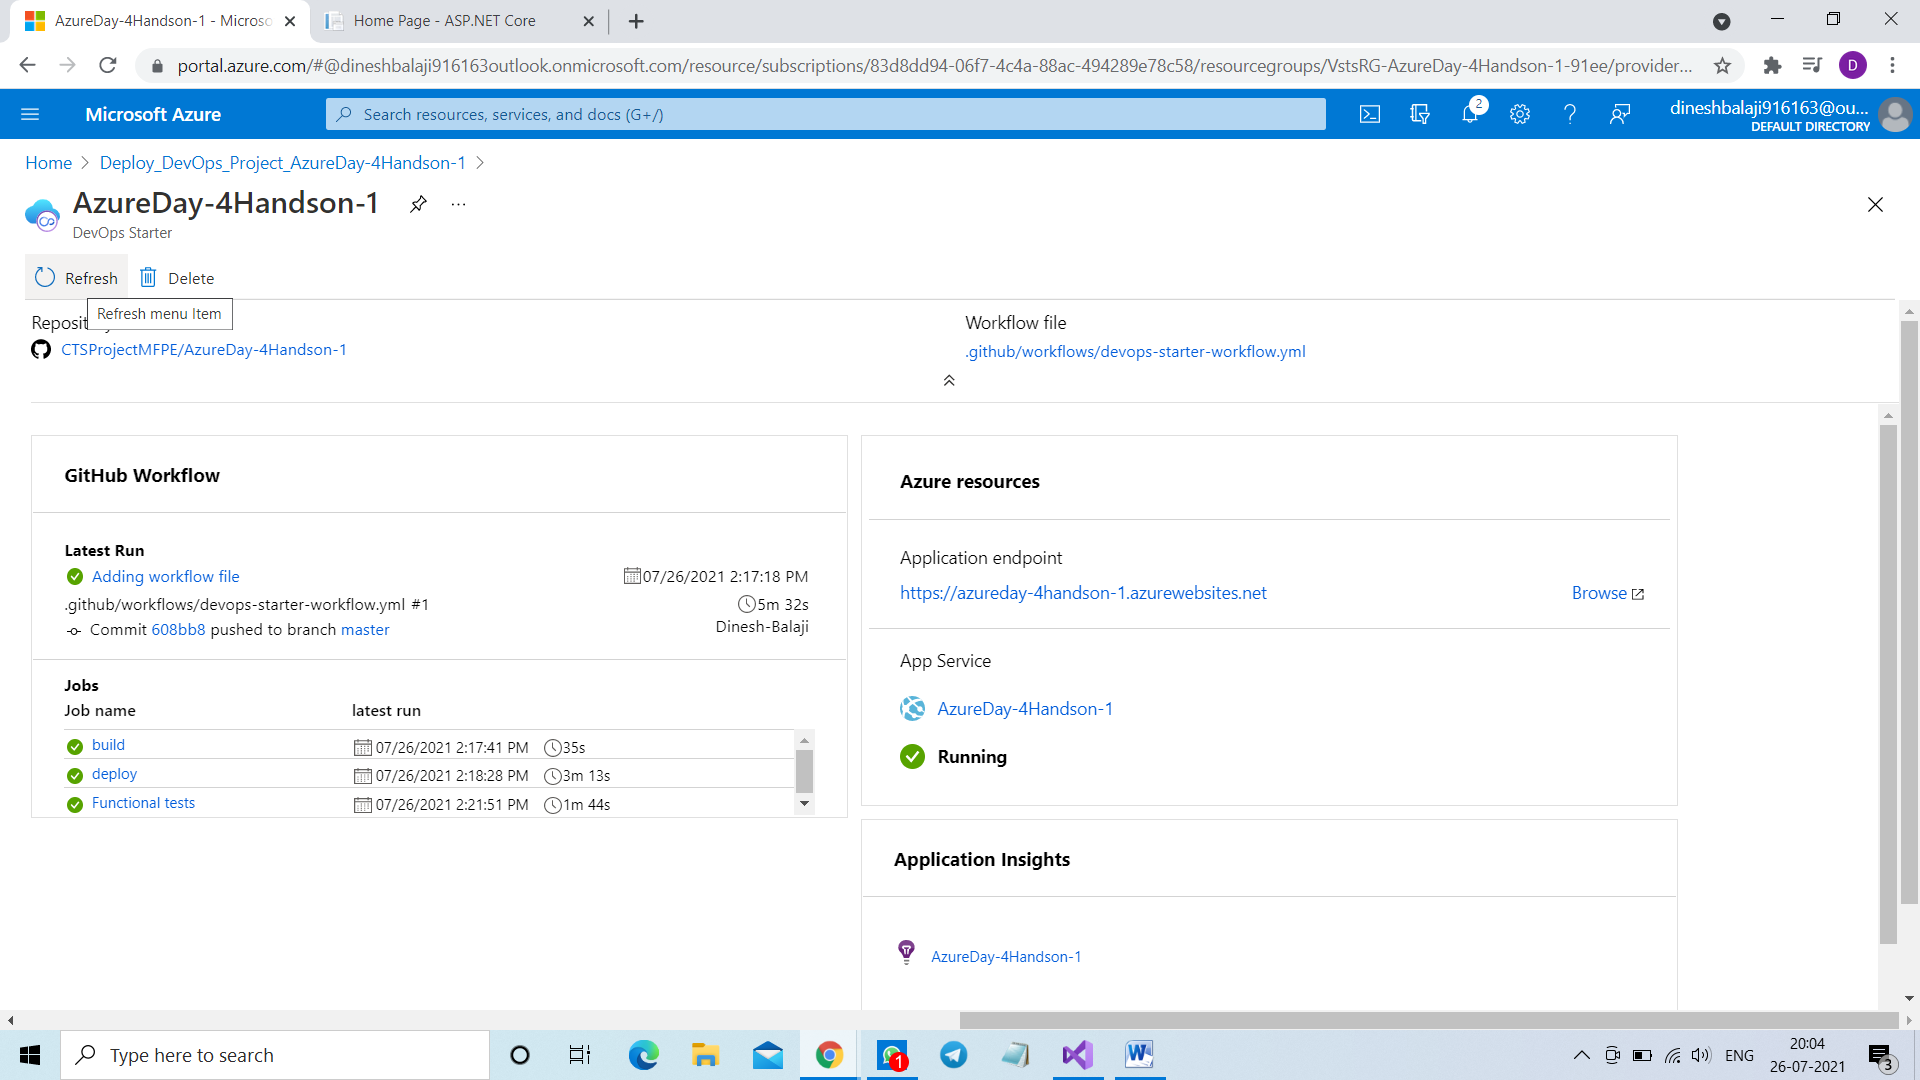 AzureDay-4Handson-1 - Microso
Home Page - ASP.NET Core
portal.azure.com/#@dineshbalaji916163outlook.onmicrosoft.com/resource/subscriptions/83d8dd94-06f7-4c4a-88ac-494289e78c58/resourcegroups/VstsRG-AzureDay-4Handson-1-91ee/provider...
D
Microsoft Azure
Search resources, services, and docs (G+/)
2
dineshbalaji916163@ou...
DEFAULT DIRECTORY
Home > Deploy_DevOps_Project_AzureDay-4Handson-1 >
AzureDay-4Handson-1
...
DevOps Starter
Refresh
Delete
Refresh menu Item
Workflow file
CTSProjectMFPE/AzureDay-4Handson-1
.github/workflows/devops-starter-workflow.yml
GitHub Workflow
Latest Run
Adding workflow file
07/26/2021 2:17:18 PM
.github/workflows/devops-starter-workflow.yml #1
5m 32s
Commit 608bb8 pushed to branch master
Dinesh-Balaji
Jobs
Job name
latest run
build
07/26/2021 2:17:41 PM
35s
deploy
07/26/2021 2:18:28 PM
3m 13s
Functional tests
07/26/2021 2:21:51 PM
1m 44s
Azure resources
Application endpoint
https://azureday-4handson-1.azurewebsites.net
Browse
App Service
AzureDay-4Handson-1
Running
Application Insights
AzureDay-4Handson-1
Type here to search
1
ENG
20:04
26-07-2021
3